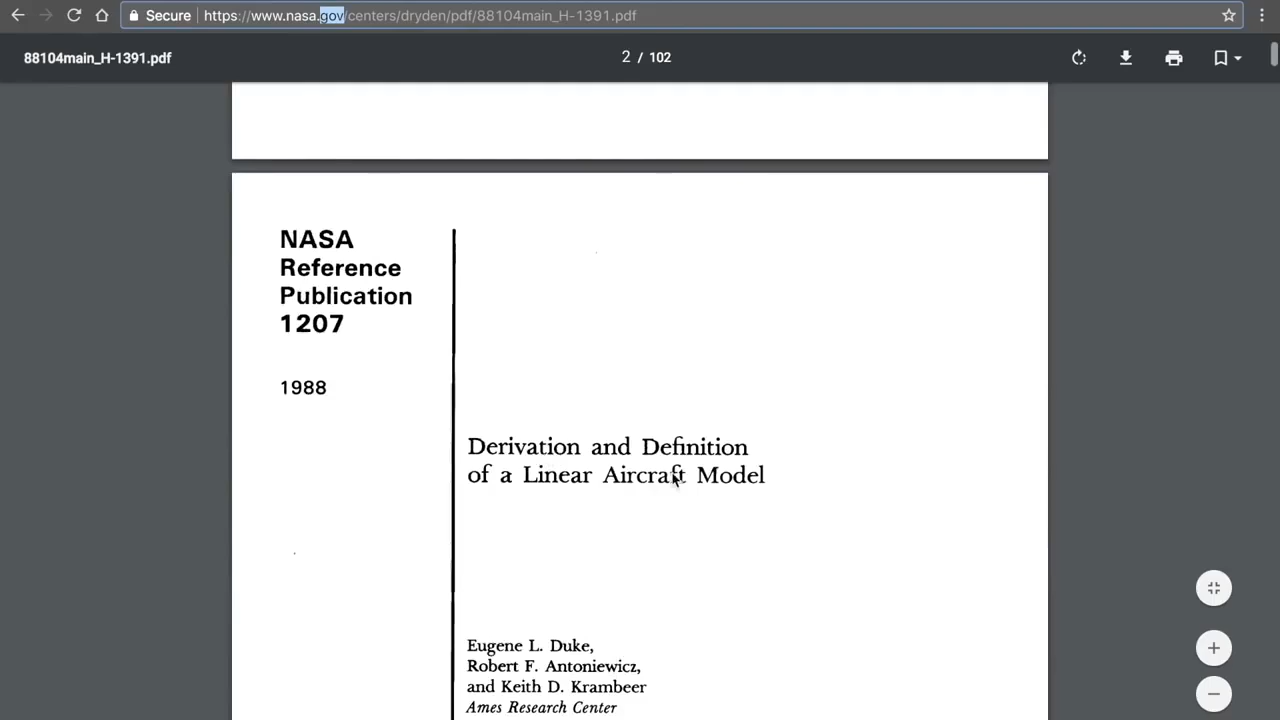 Secure
https://www.nasa.gov/centers/dryden/pdf/88104main_H-1391.pdf
88104main_H-1391.pdf
2 / 102
NASA
Reference
Publication
1207
1988
Derivation and Definition
of a Linear Aircraft Model
Eugene L. Duke,
Robert F. Antoniewicz,
and Keith D. Krambeer
Ames Research Center